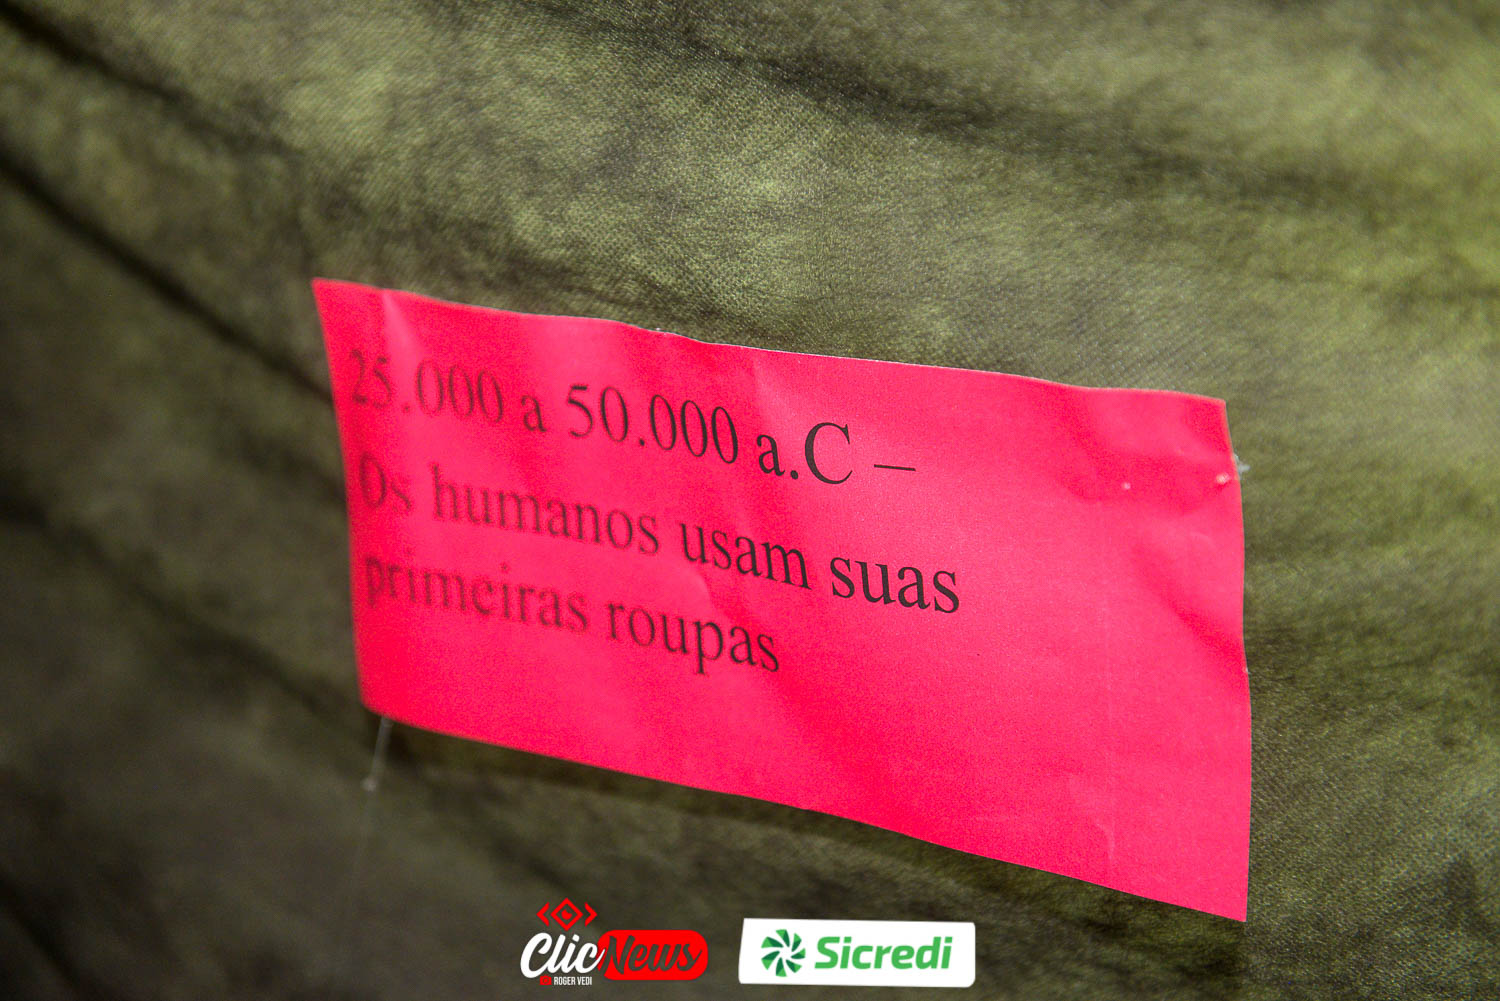 25.000 a 50.000 a.C –
Os humanos usam suas
primeiras roupas
ClicNews
ROGER VEDI
Sicredi